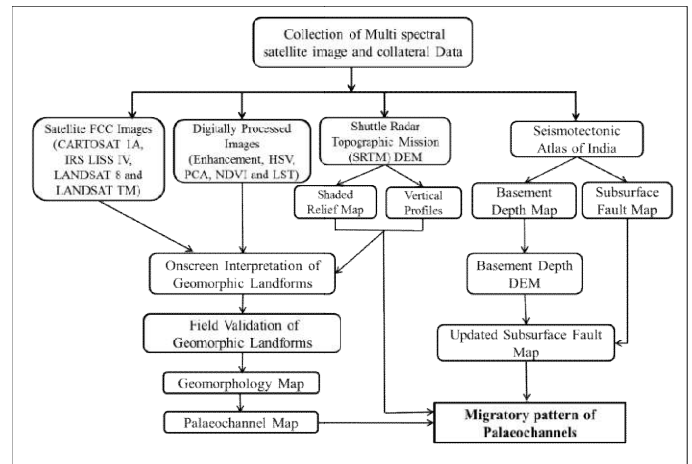 Collection of Multi spectral
satellite image and collateral Data
Satellite FCC Images
(CARTOSAT 1A,
IRS LISS IV,
LANDSAT 8 and
LANDSAT TM)
Digitally Processed
Images
(Enhancement, HSV,
PCA, NDVI and LST)
Shuttle Radar
Topographic Mission
(SRTM) DEM
Seismotectonic
Atlas of India
Shaded
Relief Map
Vertical
Profiles
Basement
Depth Map
Subsurface
Fault Map
Onscreen Interpretation of
Geomorphic Landforms
Basement Depth
DEM
Field Validation of
Geomorphic Landforms
Updated Subsurface Fault
Map
Geomorphology Map
Palaeochannel Map
Migratory pattern of
Palaeochannels